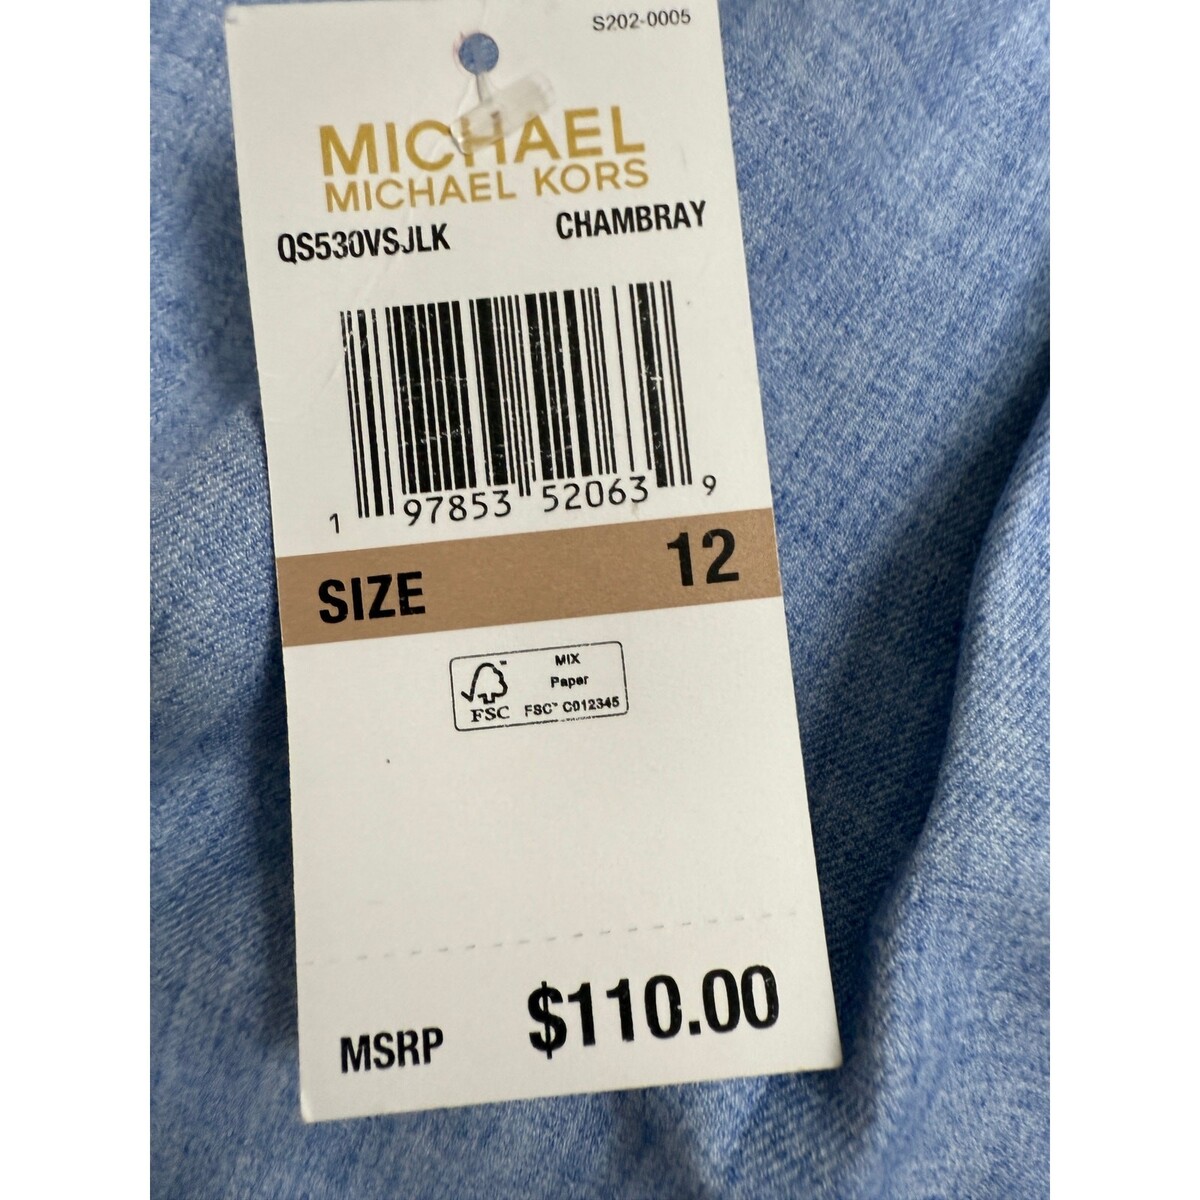 S202-0005
MICHAEL
MICHAEL KORS
QS530VSJLK CHAMBRAY
1 97853 52063 9
SIZE 12
FSC MIX
Paper
FSC™ C012345
MSRP $110.00